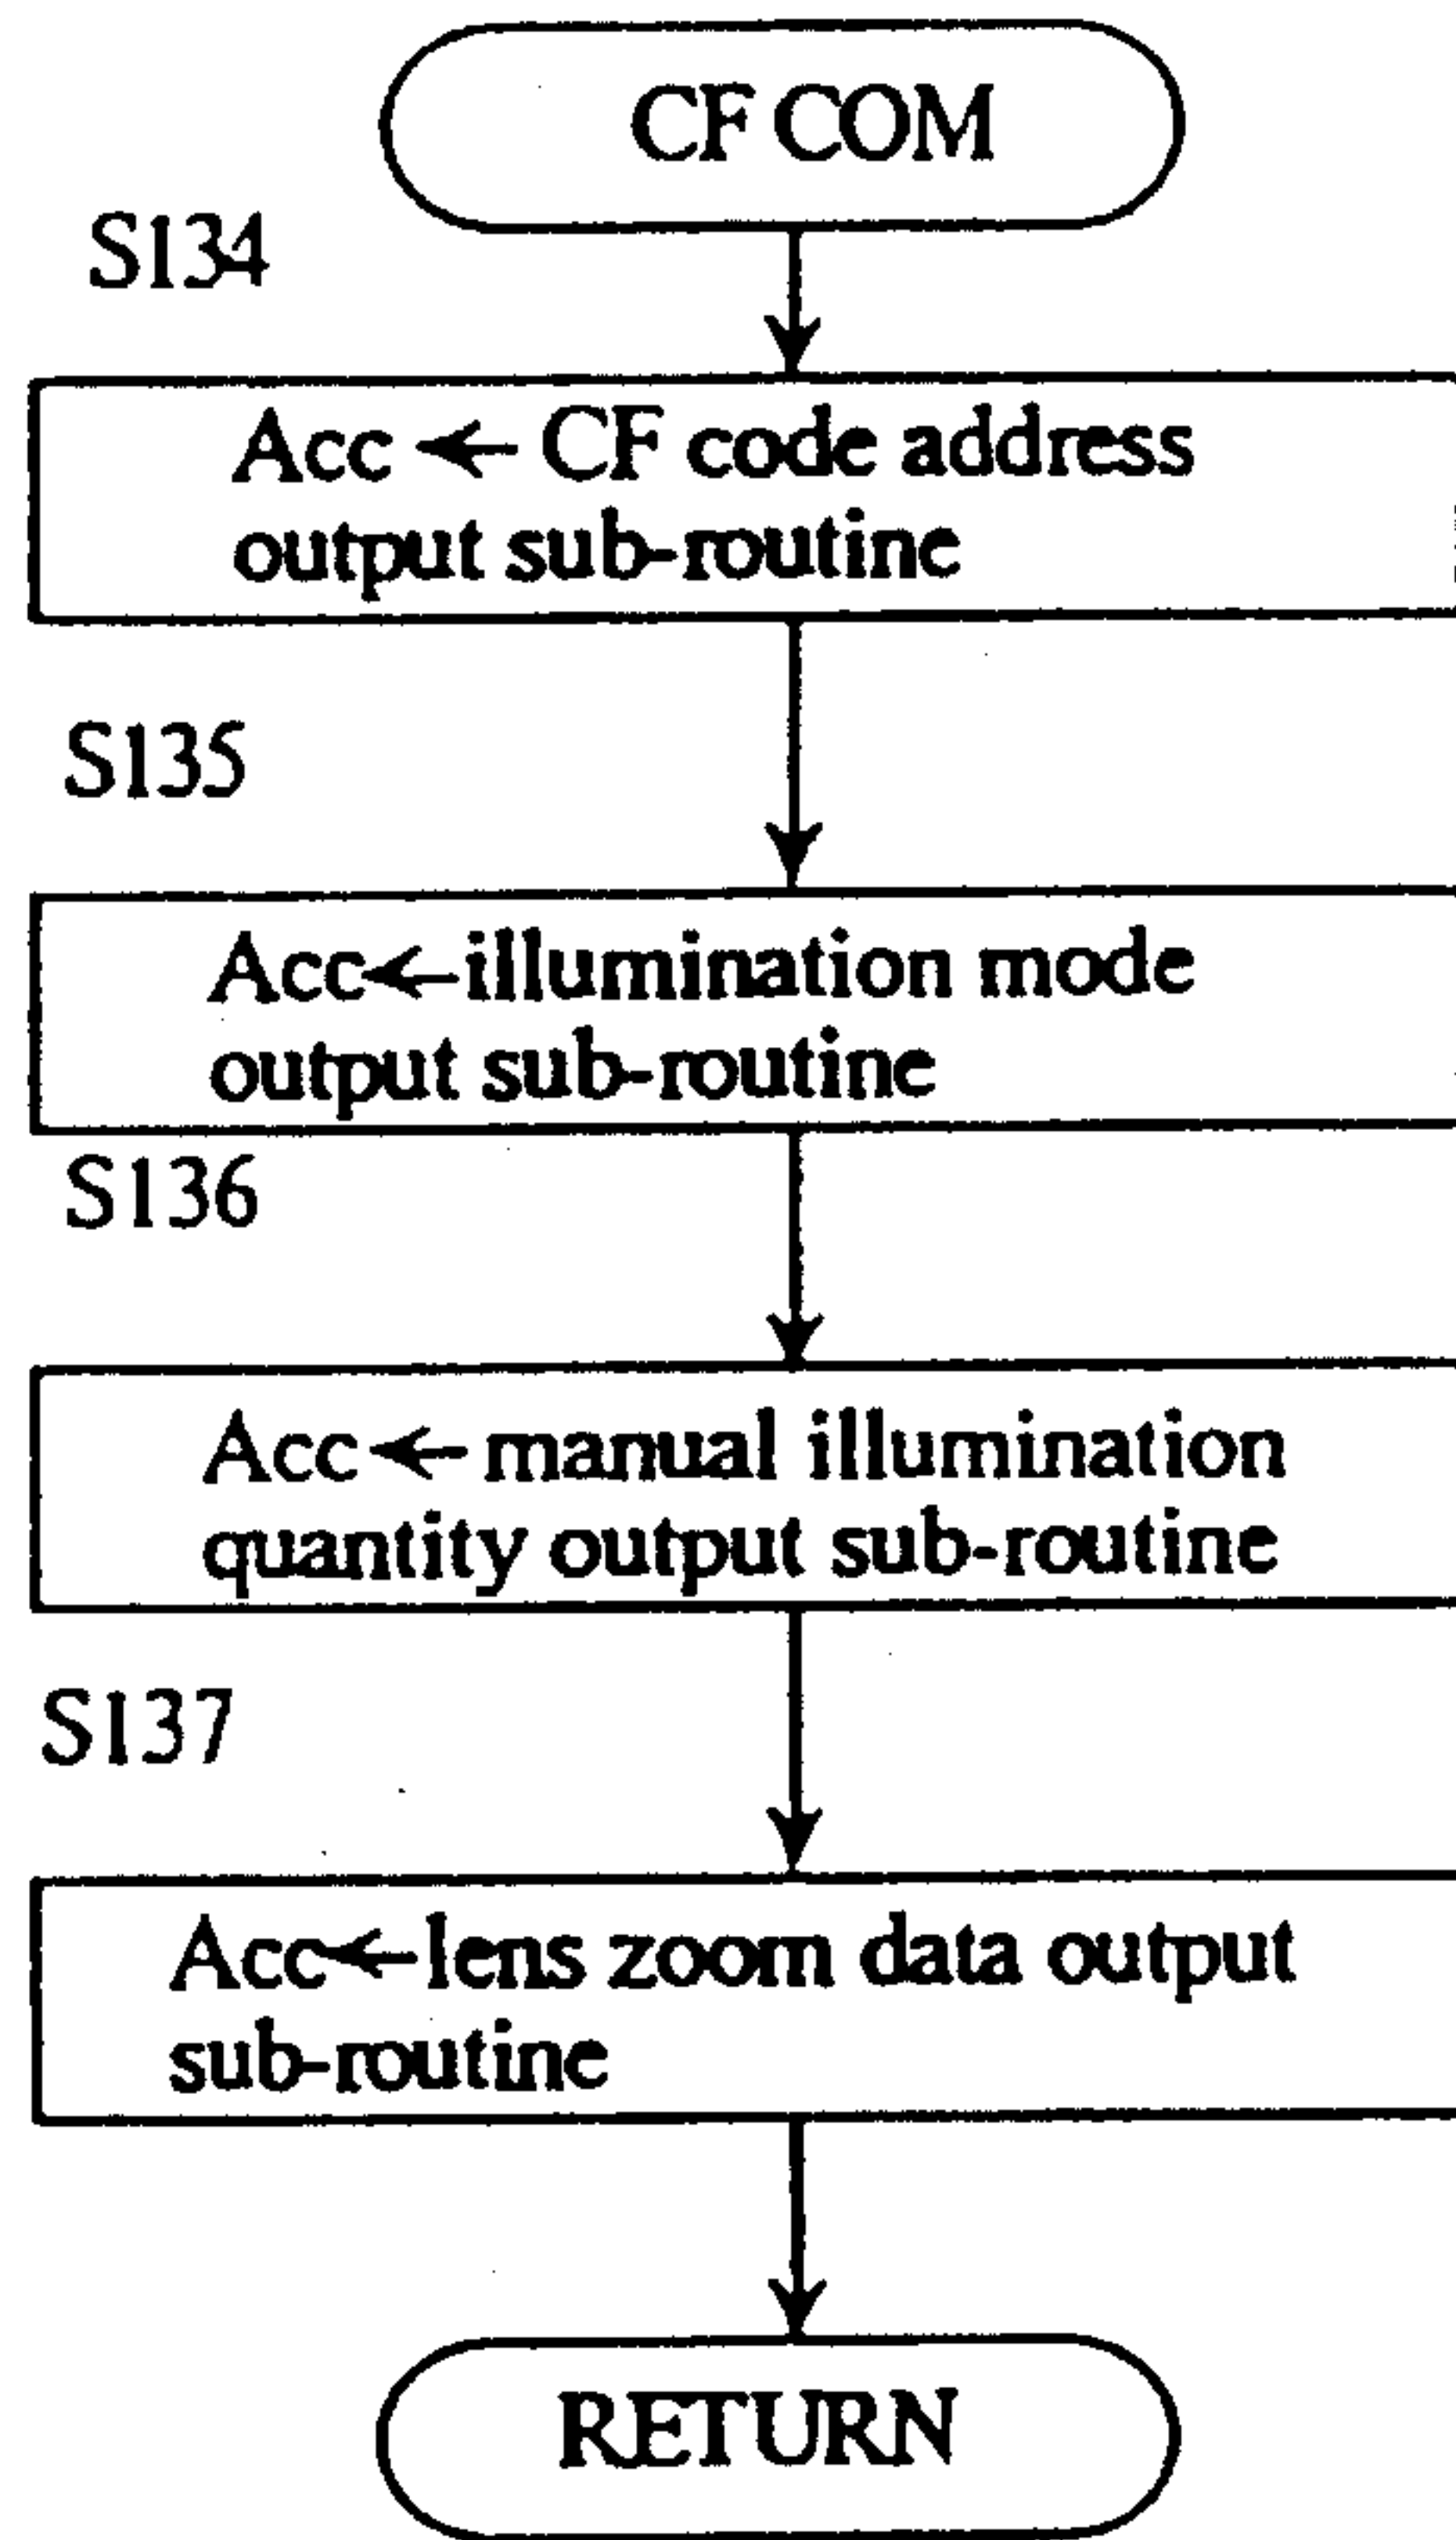 CF COM
S134
Acc ← CF code address
output sub-routine
S135
Acc←illumination mode
output sub-routine
S136
Acc← manual illumination
quantity output sub-routine
S137
Acc←lens zoom data output
sub-routine
RETURN